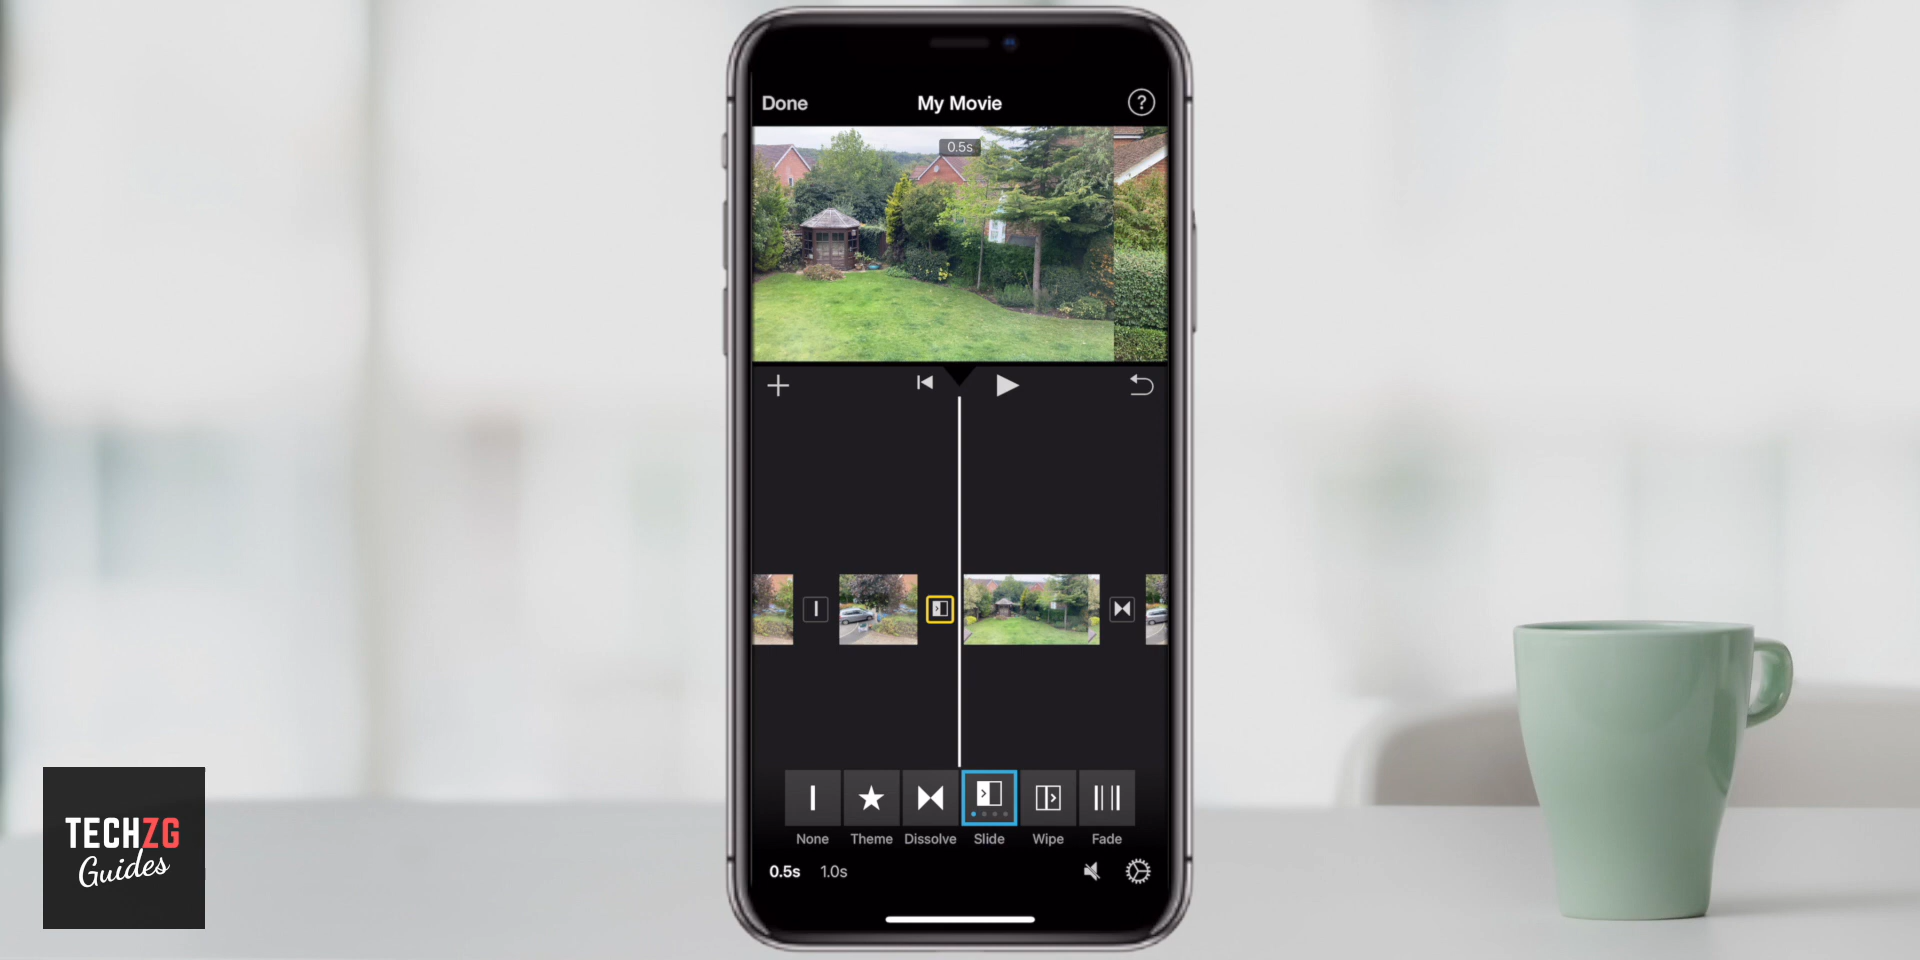 Done
My Movie
?
0.5s
None
Theme
Dissolve
Slide
Wipe
Fade
0.5s
1.0s
TECHZG
Guides